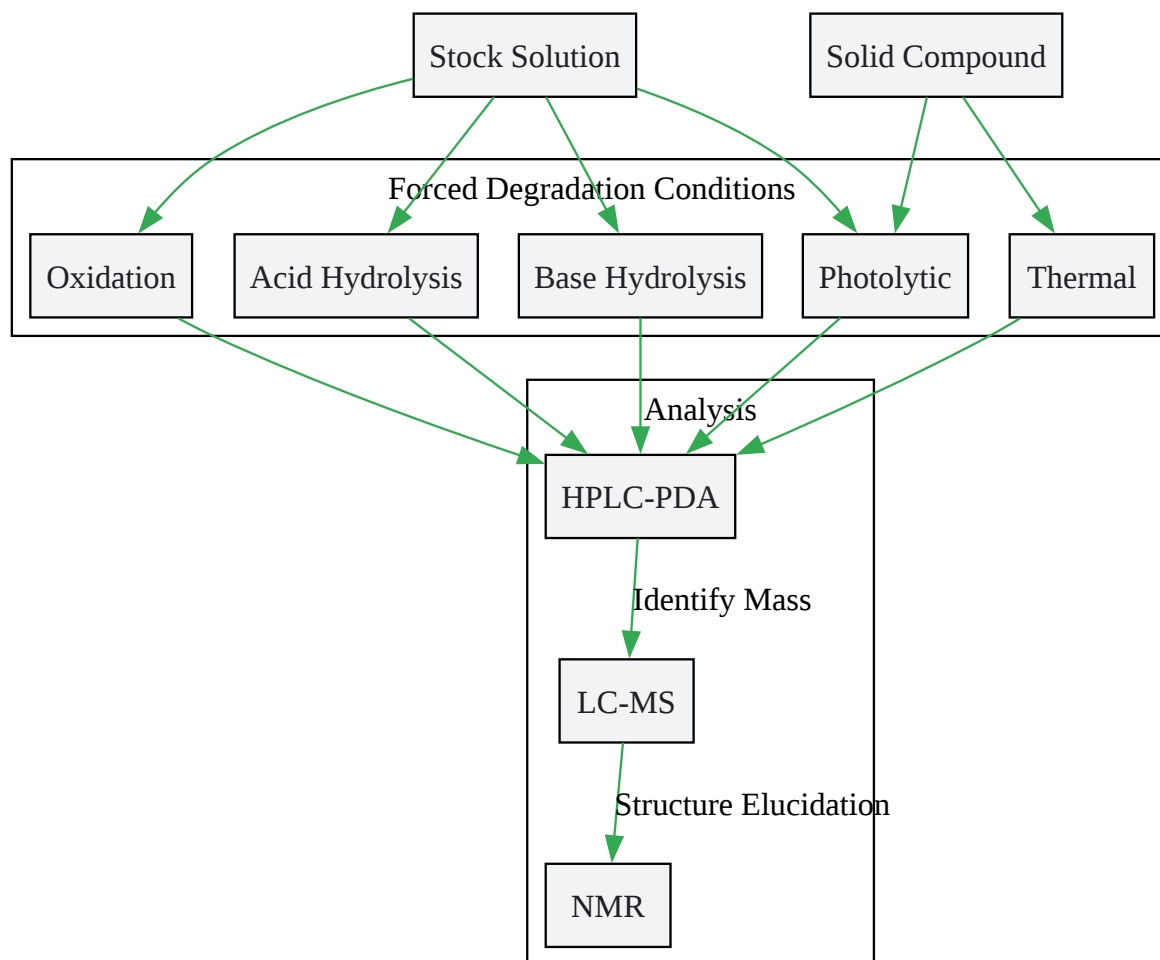 Stock Solution
Solid Compound
Forced Degradation Conditions
Oxidation
Acid Hydrolysis
Base Hydrolysis
Photolytic
Thermal
Analysis
HPLC-PDA
Identify Mass
LC-MS
Structure Elucidation
NMR